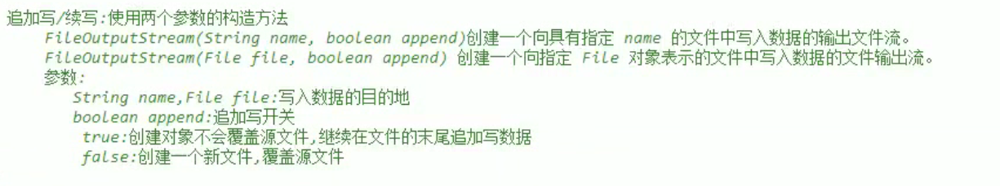 追加写/续写:使用两个参数的构造方法
FileOutputStream(String name, boolean append)创建一个向具有指定 name 的文件中写入数据的输出文件流。
FileOutputStream(File file, boolean append) 创建一个向指定 File 对象表示的文件中写入数据的文件输出流。
参数:
String name,File file:写入数据的目的地
boolean append:追加写开关
true:创建对象不会覆盖源文件,继续在文件的末尾追加写数据
false:创建一个新文件,覆盖源文件